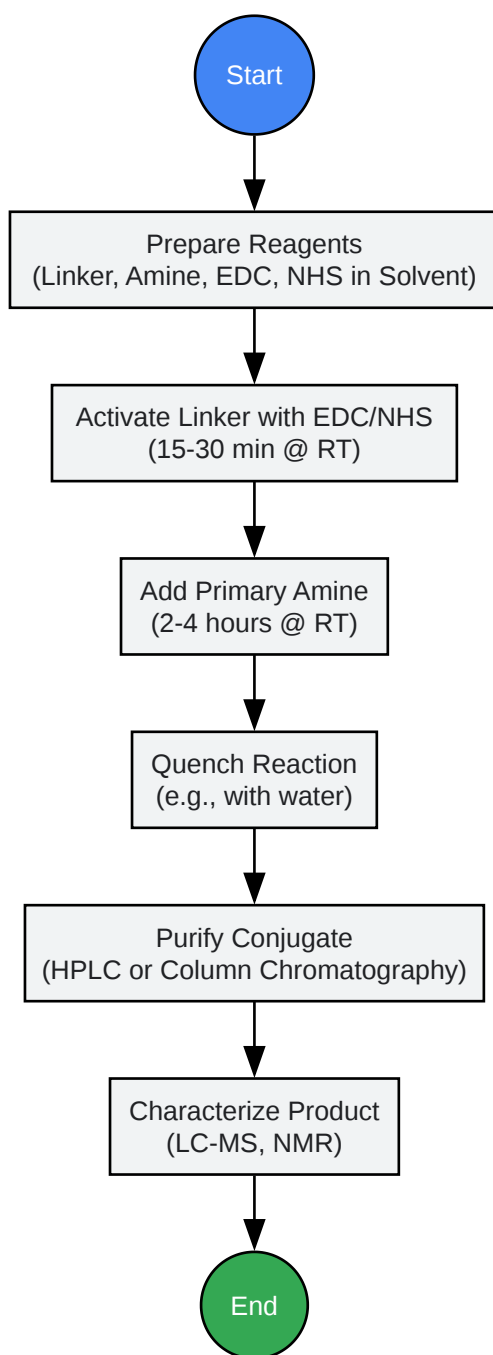 Start
Prepare Reagents
(Linker, Amine, EDC, NHS in Solvent)
Activate Linker with EDC/NHS
(15-30 min @ RT)
Add Primary Amine
(2-4 hours @ RT)
Quench Reaction
(e.g., with water)
Purify Conjugate
(HPLC or Column Chromatography)
Characterize Product
(LC-MS, NMR)
End